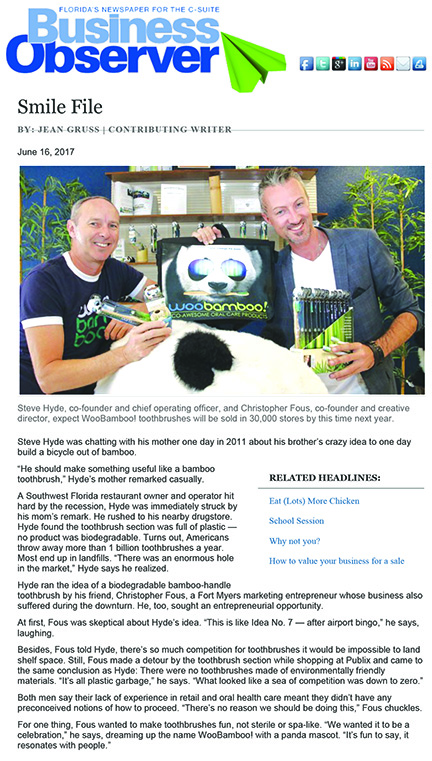 FLORIDA'S NEWSPAPER FOR THE C-SUITE
Business
Observer
Smile File
BY: JEAN GRUSS | CONTRIBUTING WRITER
June 16, 2017
woobamboo!
CO-AWESOME ORAL CARE PRODUCTS
woo
bamboo
Steve Hyde, co-founder and chief operating officer, and Christopher Fous, co-founder and creative
director, expect WooBamboo! toothbrushes will be sold in 30,000 stores by this time next year.
Steve Hyde was chatting with his mother one day in 2011 about his brother's crazy idea to one day
build a bicycle out of bamboo.
“He should make something useful like a bamboo
toothbrush,” Hyde's mother remarked casually.
A Southwest Florida restaurant owner and operator hit
hard by the recession, Hyde was immediately struck by
his mom's remark. He rushed to his nearby drugstore.
Hyde found the toothbrush section was full of plastic —
no product was biodegradable. Turns out, Americans
throw away more than 1 billion toothbrushes a year.
Most end up in landfills. “There was an enormous hole
in the market,” Hyde says he realized.
RELATED HEADLINES:
Eat (Lots) More Chicken
School Session
Why not you?
How to value your business for a sale
Hyde ran the idea of a biodegradable bamboo-handle
toothbrush by his friend, Christopher Fous, a Fort Myers marketing entrepreneur whose business also
suffered during the downturn. He, too, sought an entrepreneurial opportunity.
At first, Fous was skeptical about Hyde's idea. “This is like Idea No. 7 — after airport bingo,” he says,
laughing.
Besides, Fous told Hyde, there's so much competition for toothbrushes it would be impossible to land
shelf space. Still, Fous made a detour by the toothbrush section while shopping at Publix and came to
the same conclusion as Hyde: There were no toothbrushes made of environmentally friendly
materials. “It's all plastic garbage,” he says. “What looked like a sea of competition was down to zero.”
Both men say their lack of experience in retail and oral health care meant they didn't have any
preconceived notions of how to proceed. “There's no reason we should be doing this,” Fous chuckles.
For one thing, Fous wanted to make toothbrushes fun, not sterile or spa-like. “We wanted it to be a
celebration,” he says, dreaming up the name WooBamboo! with a panda mascot. “It's fun to say, it
resonates with people.”